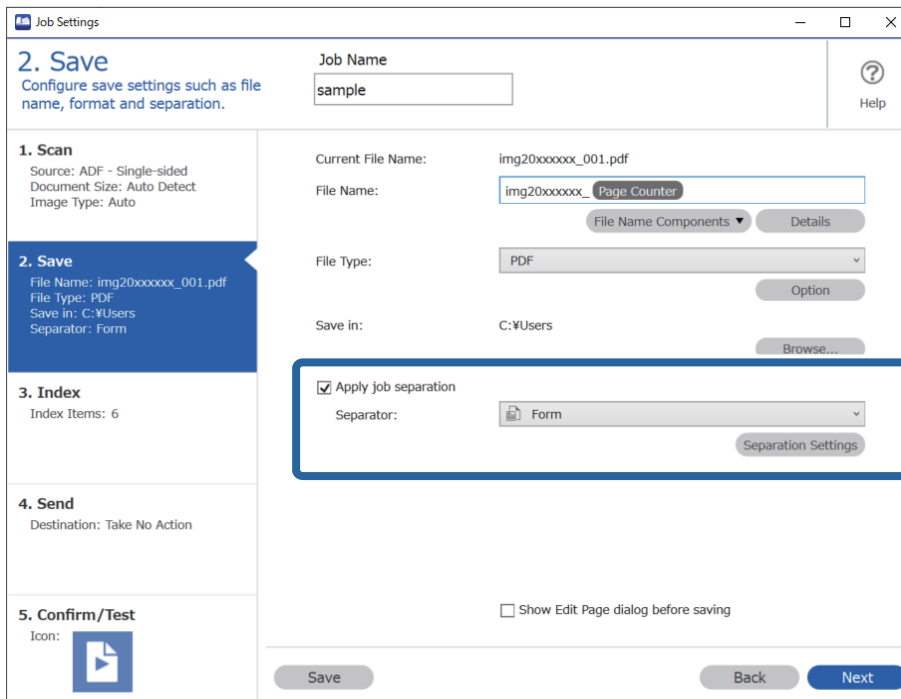 Job Settings
2. Save
Configure save settings such as file
name, format and separation.
Job Name
sample
Help
1. Scan
Source: ADF - Single-sided
Document Size: Auto Detect
Image Type: Auto
2. Save
File Name: img20xxxxxx_001.pdf
File Type: PDF
Save in: C:¥Users
Separator: Form
3. Index
Index Items: 6
4. Send
Destination: Take No Action
5. Confirm/Test
Icon:
Current File Name: img20xxxxxx_001.pdf
File Name: img20xxxxxx_ Page Counter
File Name Components ▼ Details
File Type: PDF
Option
Save in: C:¥Users
Browse...
Apply job separation
Separator: Form
Separation Settings
Show Edit Page dialog before saving
Save Back Next